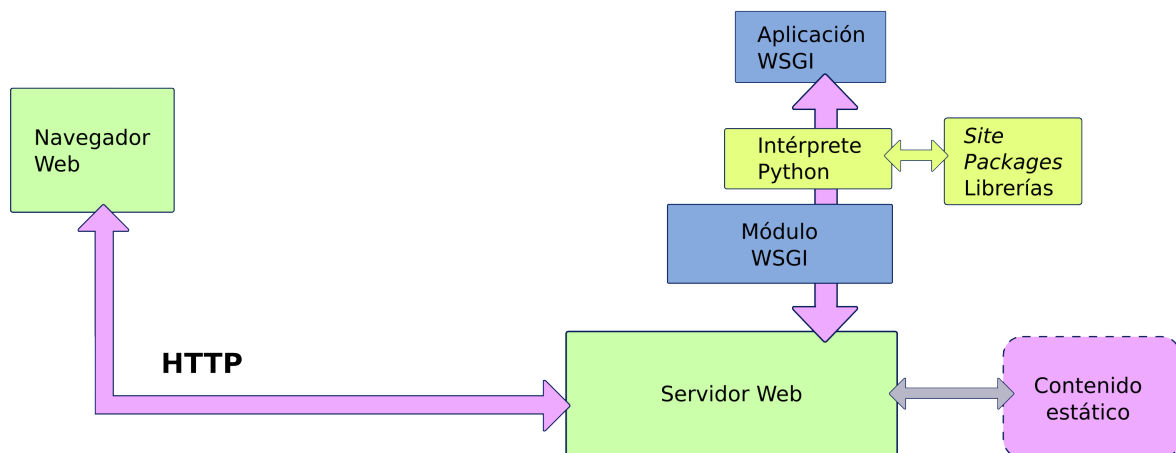 Aplicación
WSGI
Navegador
Web
Intérprete
Python
Site
Packages
Librerías
Módulo
WSGI
HTTP
Servidor Web
Contenido
estático